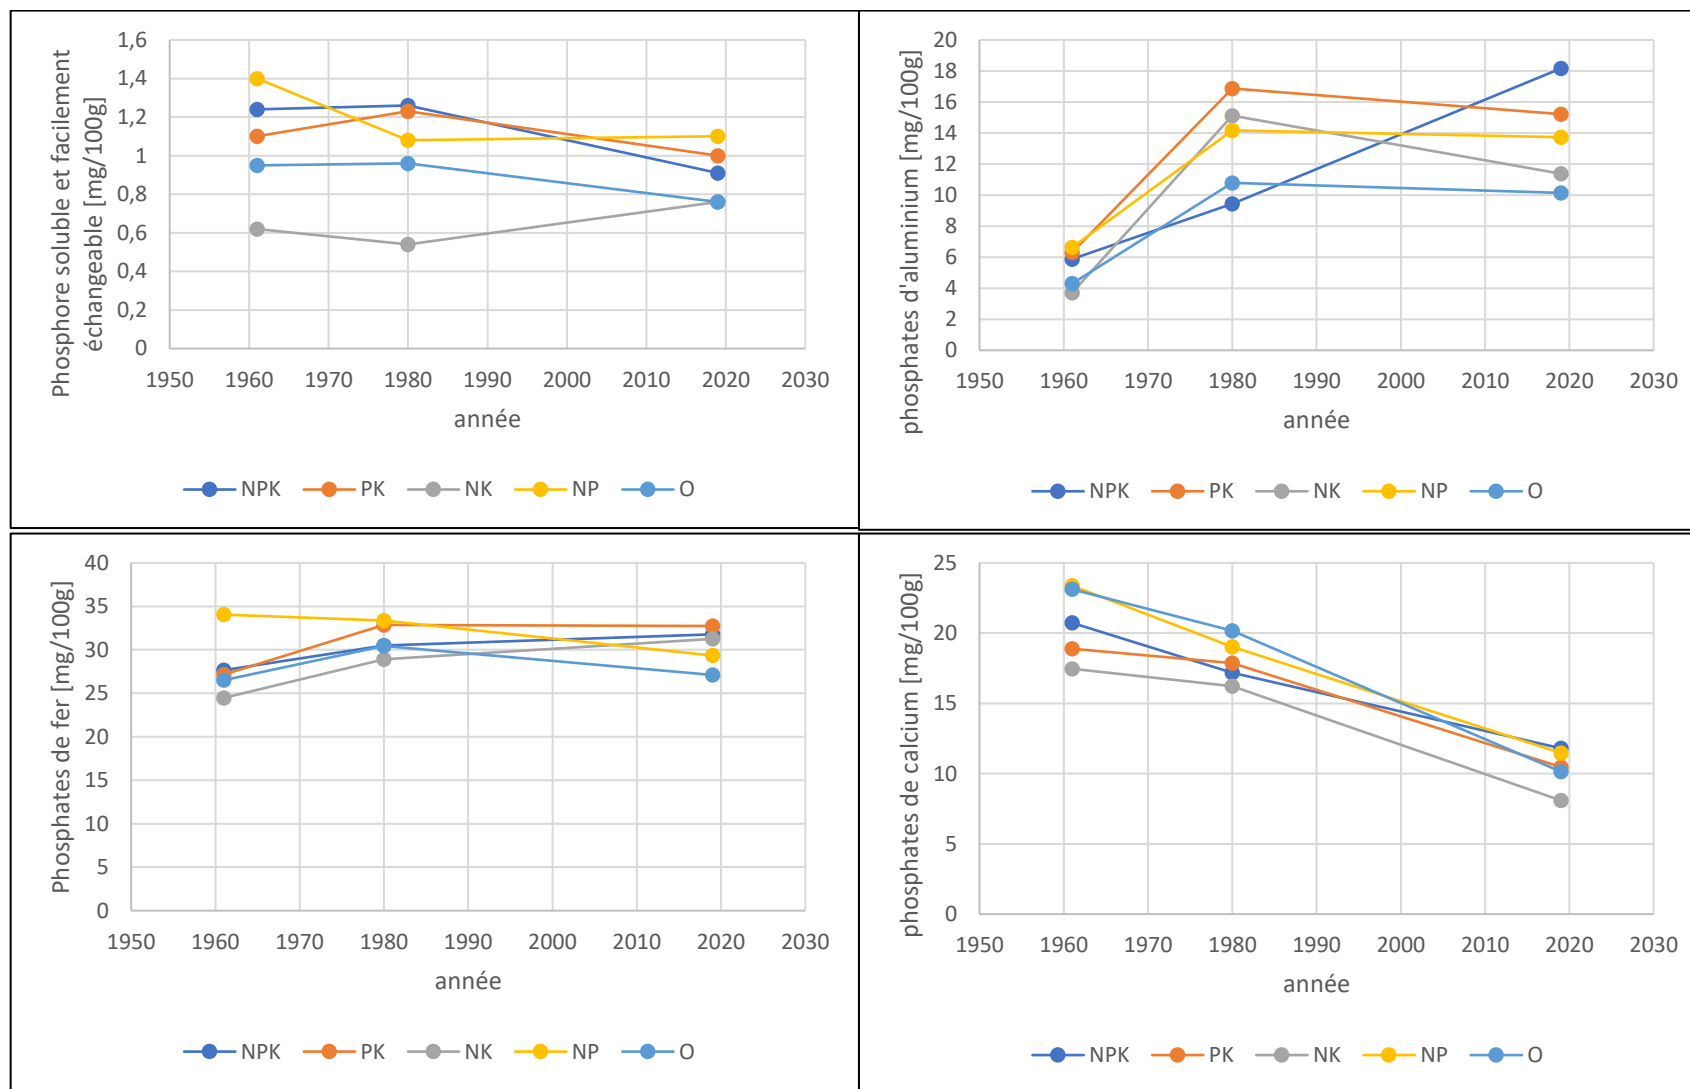 Phosphore soluble et facilement
échangeable [mg/100g]
1,6
1,4
1,2
1
0,8
0,6
0,4
0,2
0
1950 1960 1970 1980 1990 2000 2010 2020 2030
année
NPK PK NK NP O
phosphates d'aluminium [mg/100g]
20
18
16
14
12
10
8
6
4
2
0
1950 1960 1970 1980 1990 2000 2010 2020 2030
année
NPK PK NK NP O
Phosphates de fer [mg/100g]
40
35
30
25
20
15
10
5
0
1950 1960 1970 1980 1990 2000 2010 2020 2030
année
NPK PK NK NP O
phosphates de calcium [mg/100g]
25
20
15
10
5
0
1950 1960 1970 1980 1990 2000 2010 2020 2030
année
NPK PK NK NP O